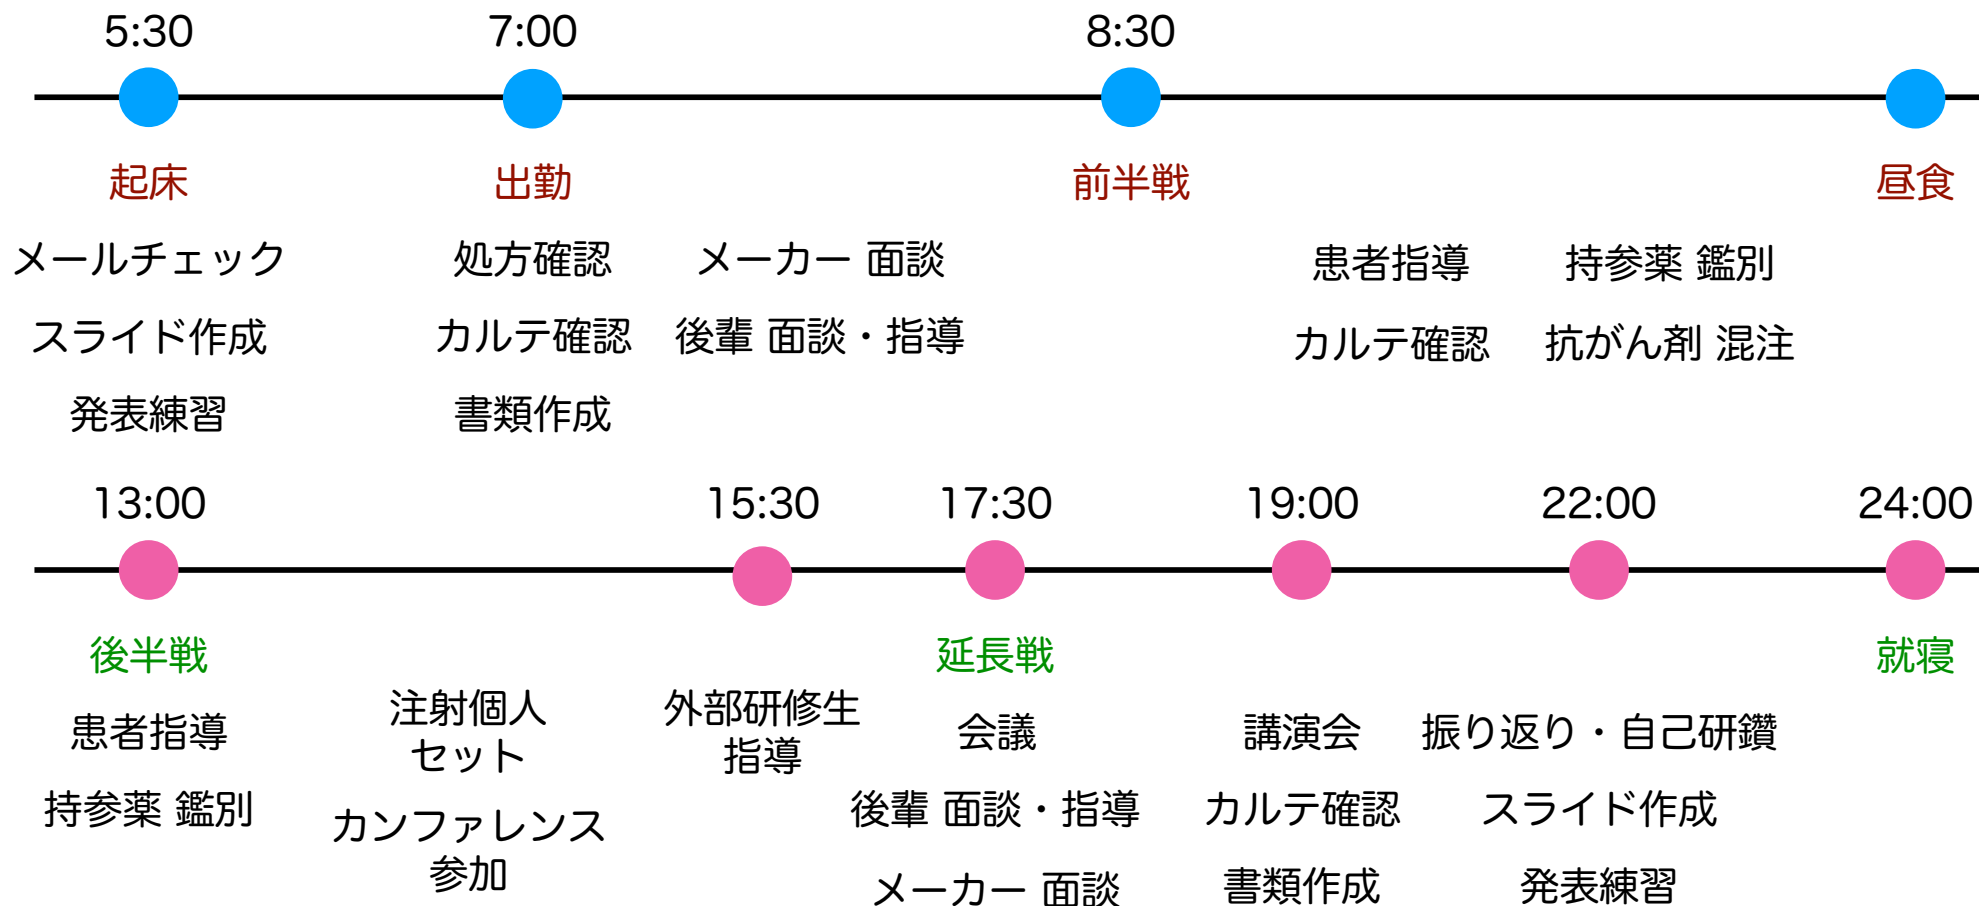 5:30 7:00 8:30
起床 出勤 前半戦 昼食
メールチェック 処方確認 メーカー 面談 患者指導 持参薬 鑑別
スライド作成 カルテ確認 後輩 面談・指導 カルテ確認 抗がん剤 混注
発表練習 書類作成
13:00 15:30 17:30 19:00 22:00 24:00
後半戦 延長戦 就寝
患者指導
持参薬 鑑別
注射個人
セット
カンファレンス
参加
外部研修生
指導
会議
後輩 面談・指導
メーカー 面談
講演会
カルテ確認
書類作成
振り返り・自己研鑽
スライド作成
発表練習